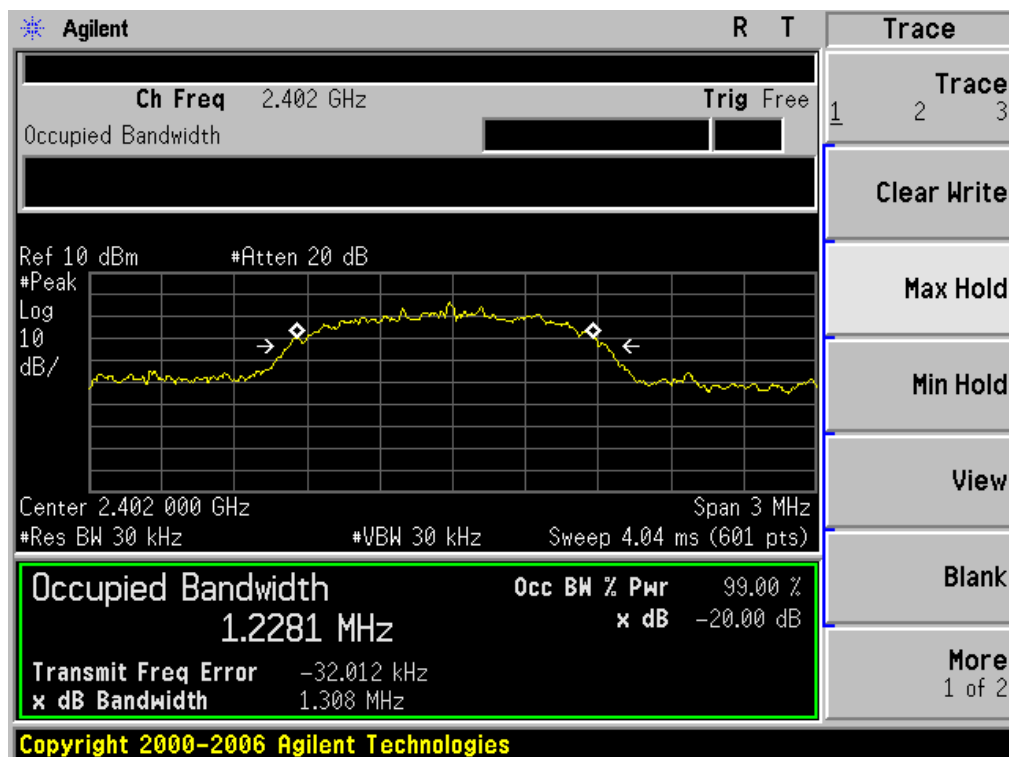 Agilent R T
Trace
Ch Freq 2.402 GHz Trig Free
Occupied Bandwidth
Trace
1 2 3
Clear Write
Max Hold
Min Hold
View
Blank
More
1 of 2
Ref 10 dBm #Atten 20 dB
#Peak
Log
10
dB/
Center 2.402 000 GHz Span 3 MHz
#Res BW 30 kHz #VBW 30 kHz Sweep 4.04 ms (601 pts)
Occupied Bandwidth Occ BW % Pwr 99.00 %
1.2281 MHz x dB -20.00 dB
Transmit Freq Error -32.012 kHz
x dB Bandwidth 1.308 MHz
Copyright 2000-2006 Agilent Technologies